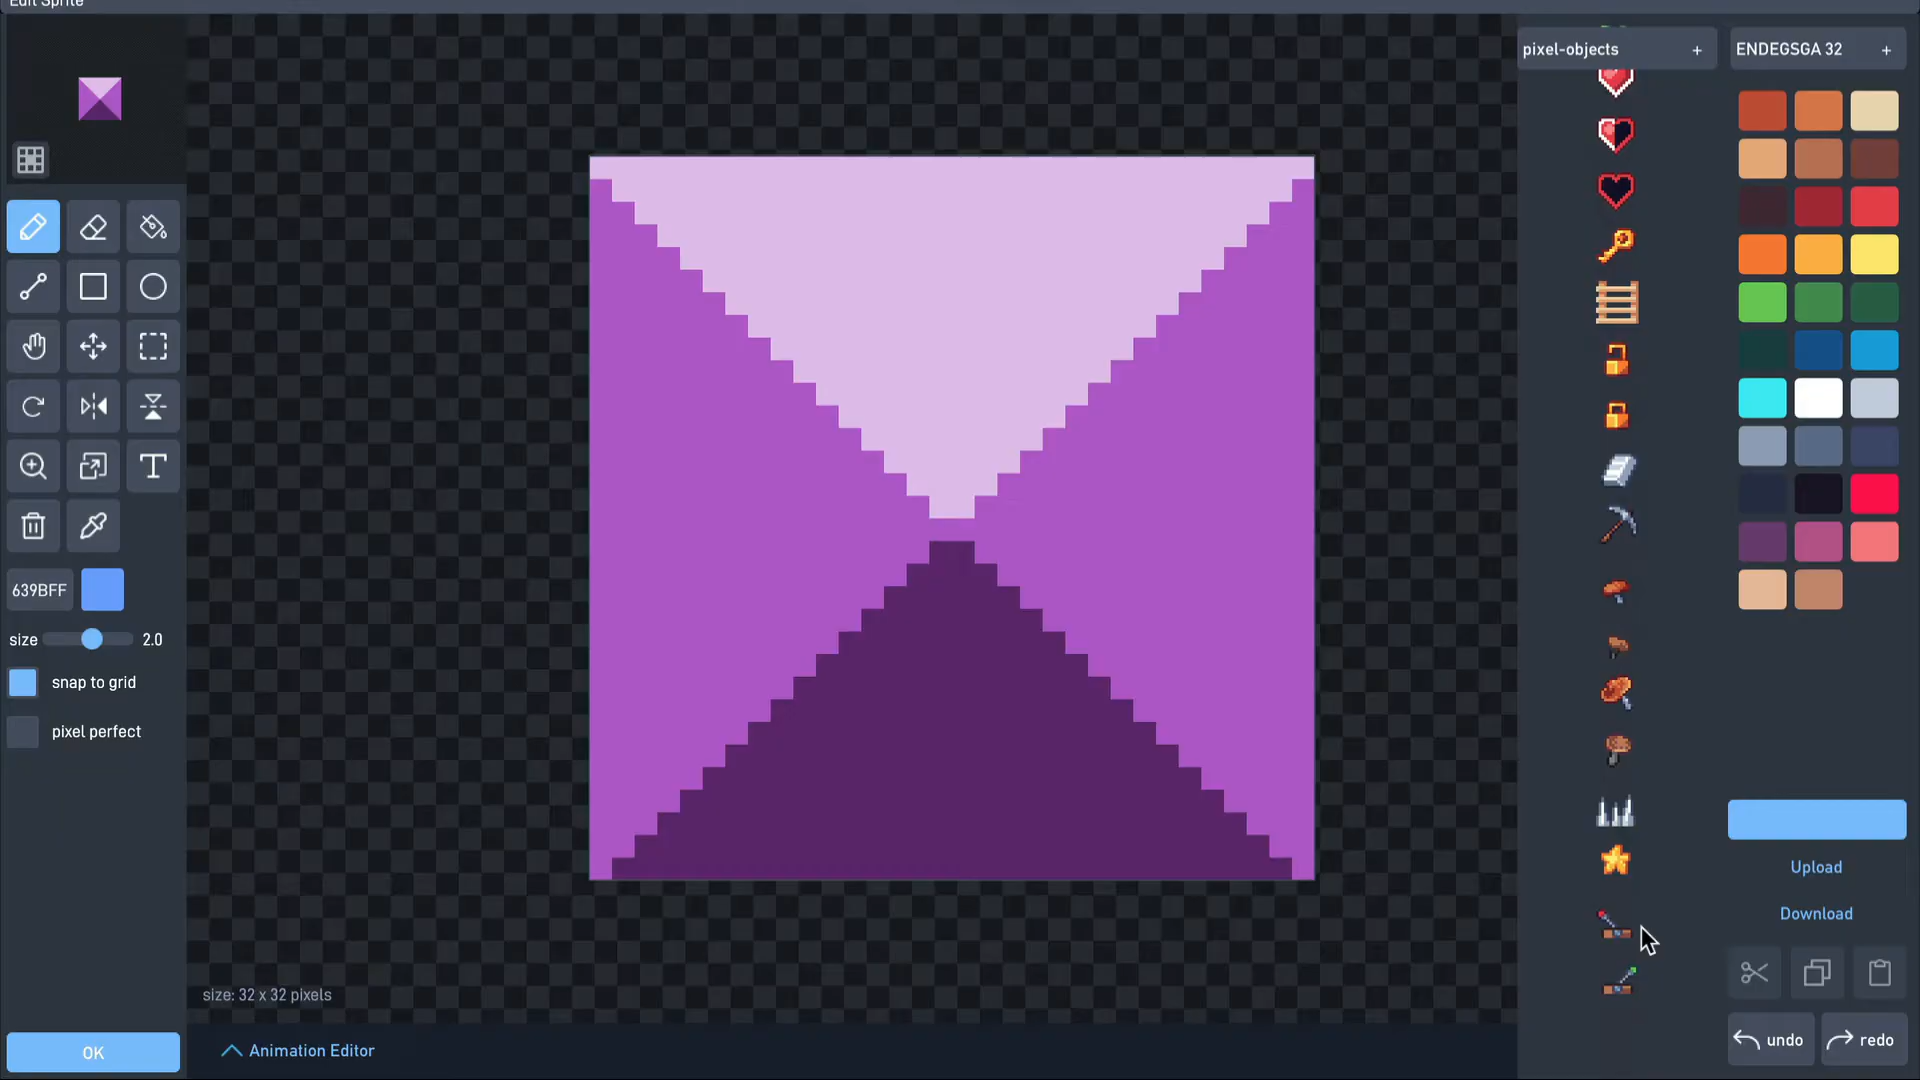 Edit Sprite
pixel-objects +
ENDEGSGA 32 +
639BFF
size 2.0
snap to grid
pixel perfect
Upload
Download
size: 32 x 32 pixels
OK
Animation Editor
undo
redo